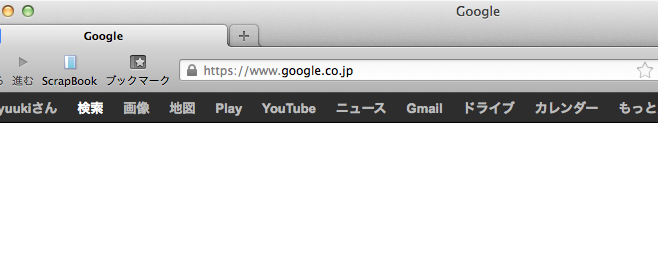 Google
Google
進む ScrapBook ブックマーク https://www.google.co.jp
yuukiさん 検索 画像 地図 Play YouTube ニュース Gmail ドライブ カレンダー もっと